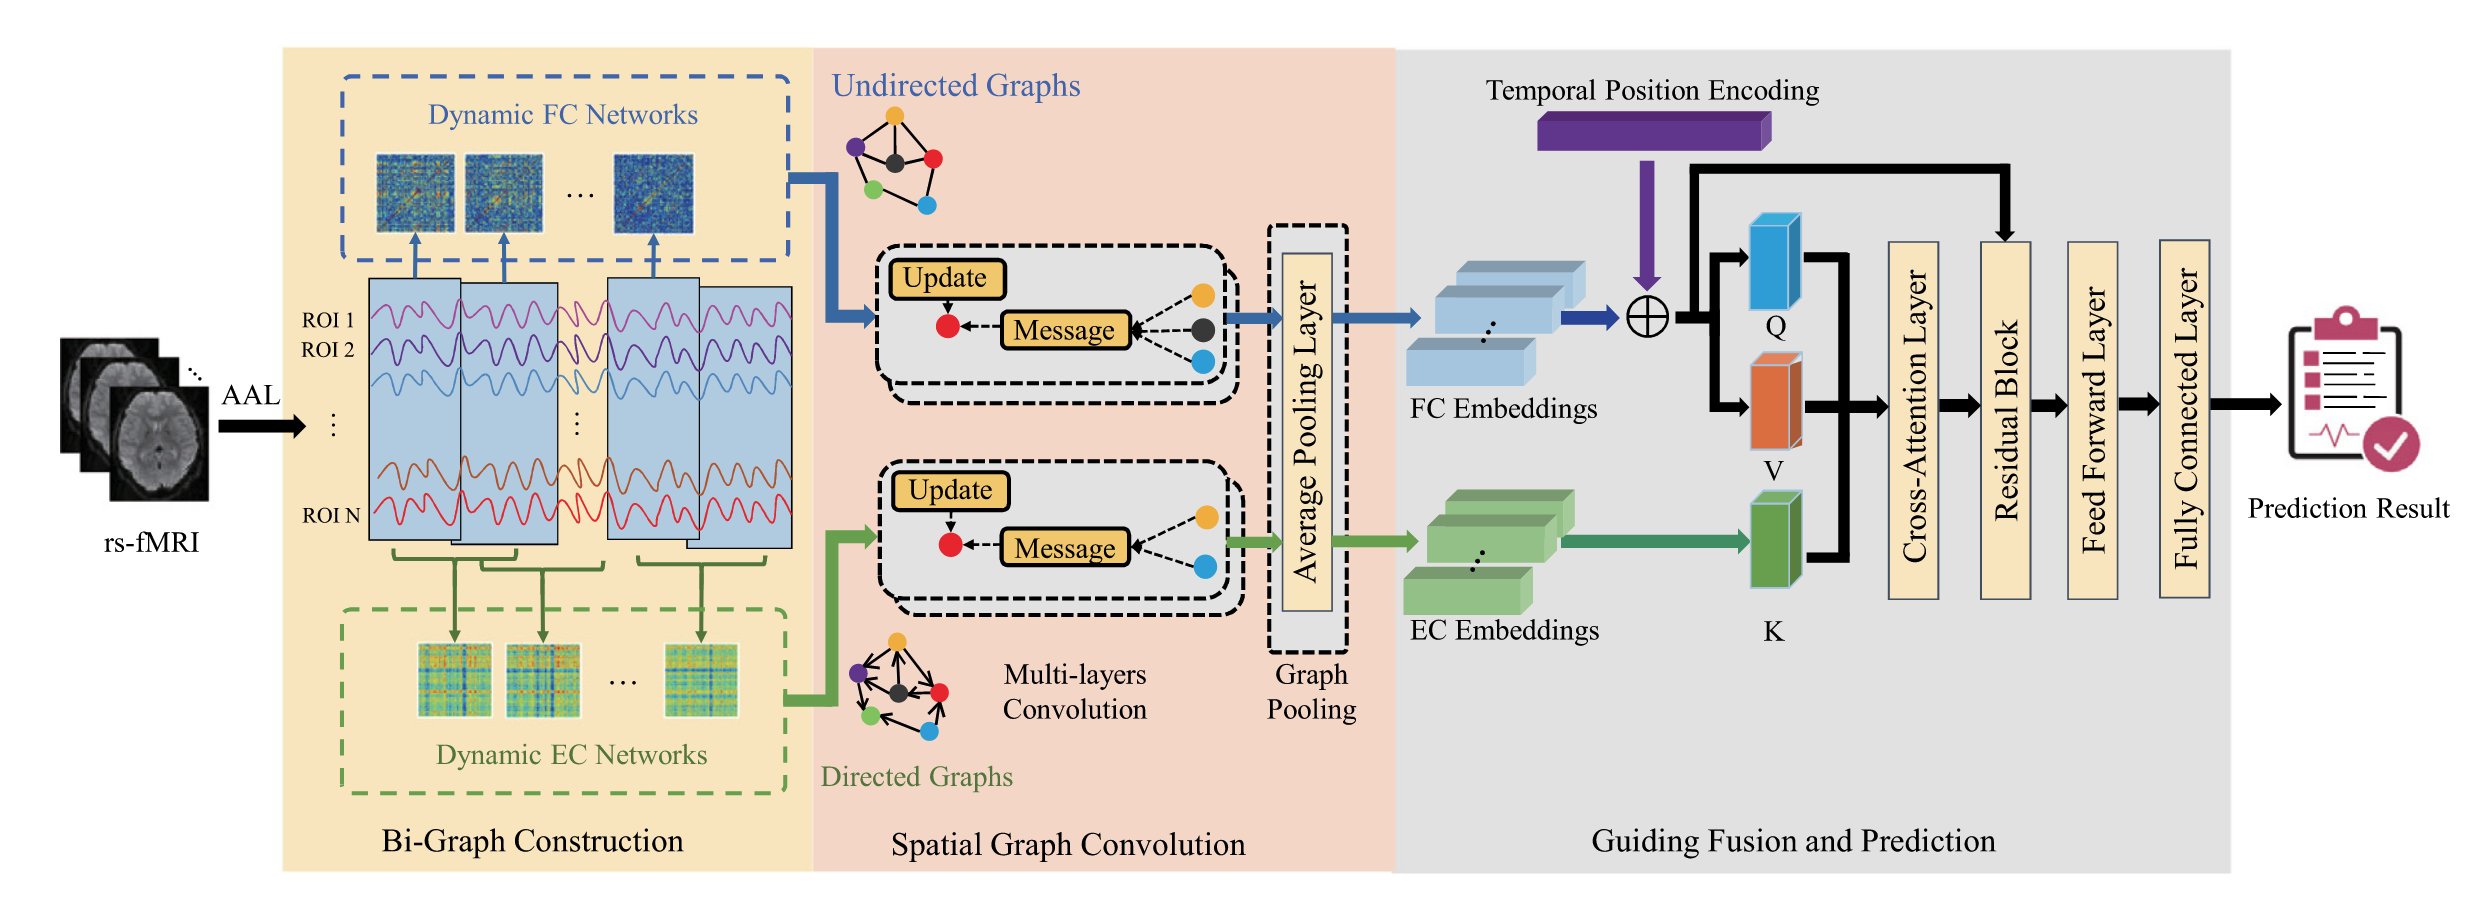 rs-fMRI
AAL
Dynamic FC Networks
...
ROI 1
ROI 2
⋮
⋮
ROI N
...
Dynamic EC Networks
Bi-Graph Construction
Undirected Graphs
Update
Message
Update
Message
Directed Graphs
Multi-layers
Convolution
Average Pooling Layer
Graph
Pooling
Spatial Graph Convolution
Temporal Position Encoding
FC Embeddings
EC Embeddings
Q
V
K
Cross-Attention Layer
Residual Block
Feed Forward Layer
Fully Connected Layer
Guiding Fusion and Prediction
Prediction Result